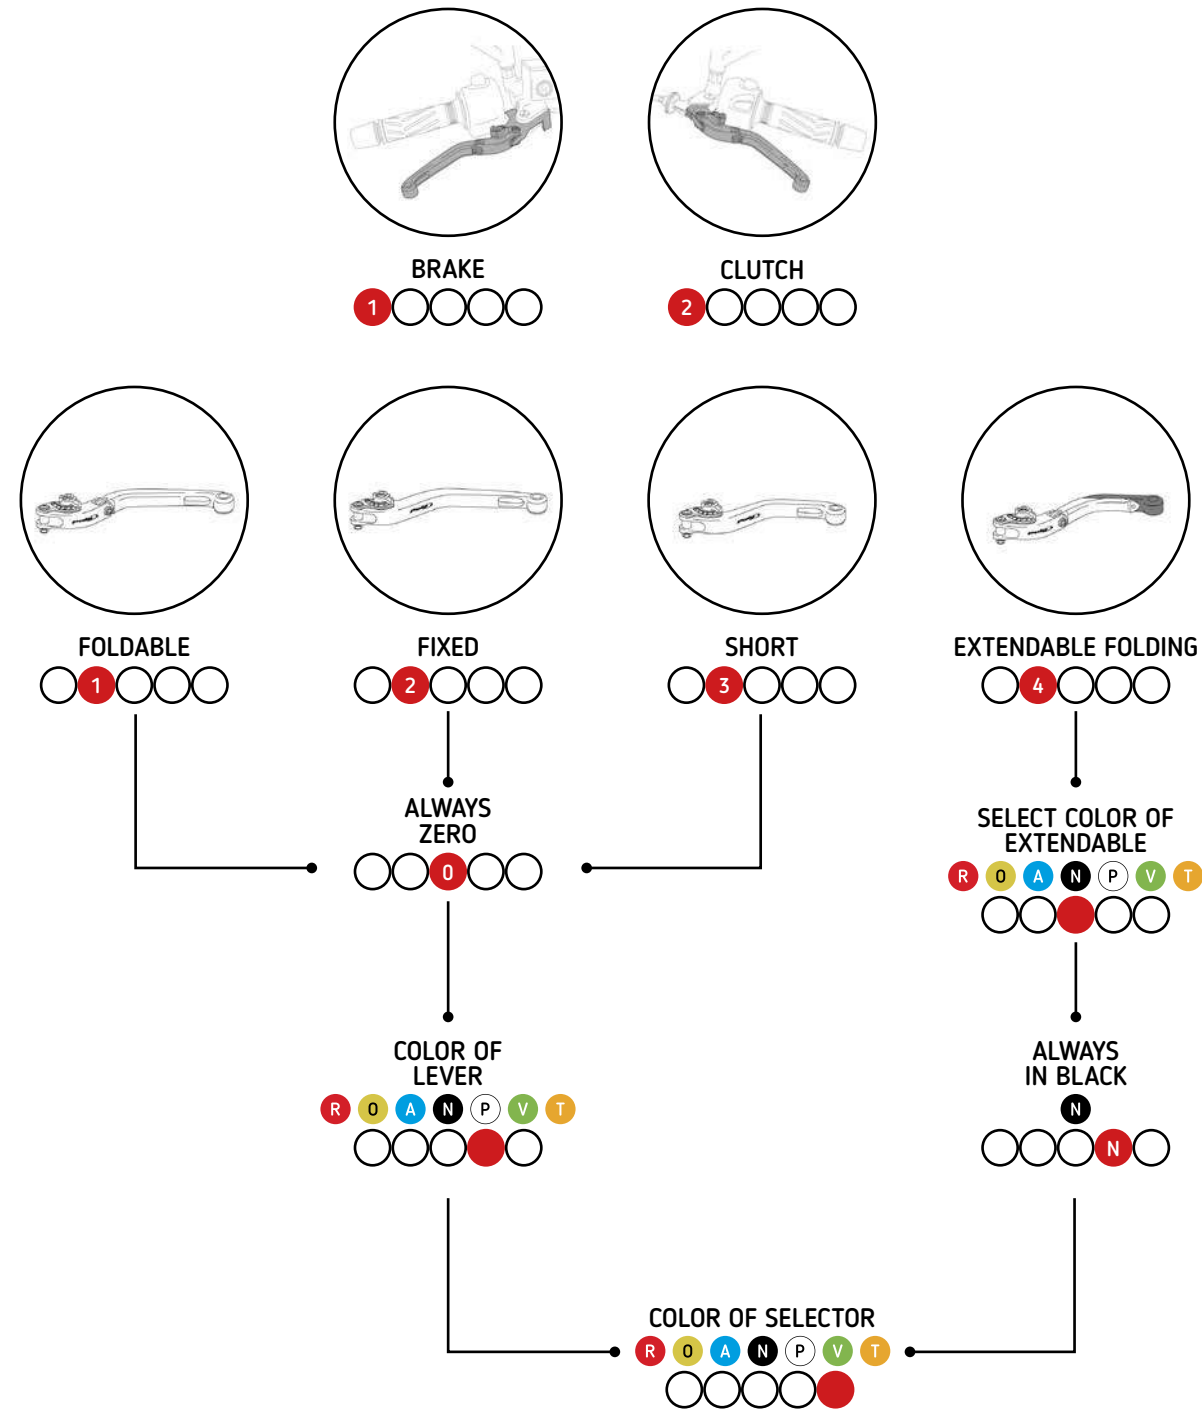 BRAKE
CLUTCH
1
2
FOLDABLE
FIXED
SHORT
EXTENDABLE FOLDING
1
2
3
4
ALWAYS
ZERO
0
SELECT COLOR OF
EXTENDABLE
R O A N P V T
COLOR OF
LEVER
R O A N P V T
ALWAYS
IN BLACK
N
N
COLOR OF SELECTOR
R O A N P V T